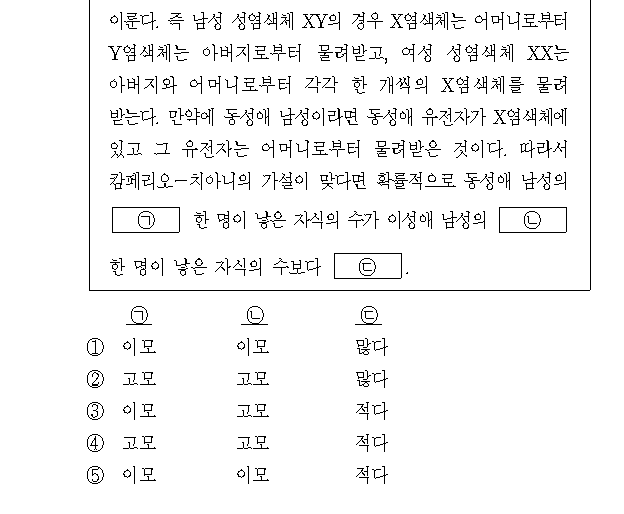 이룬다. 즉 남성 성염색체 XY의 경우 X염색체는 어머니로부터
Y염색체는 아버지로부터 물려받고, 여성 성염색체 XX는
아버지와 어머니로부터 각각 한 개씩의 X염색체를 물려
받는다. 만약에 동성애 남성이라면 동성애 유전자가 X염색체에
있고 그 유전자는 어머니로부터 물려받은 것이다. 따라서
캄페리오-치아니의 가설이 맞다면 확률적으로 동성애 남성의
㉠ 한 명이 낳은 자식의 수가 이성애 남성의 ㉡
한 명이 낳은 자식의 수보다 ㉢.
㉠ ㉡ ㉢
① 이모 이모 많다
② 고모 고모 많다
③ 이모 고모 적다
④ 고모 고모 적다
⑤ 이모 이모 적다